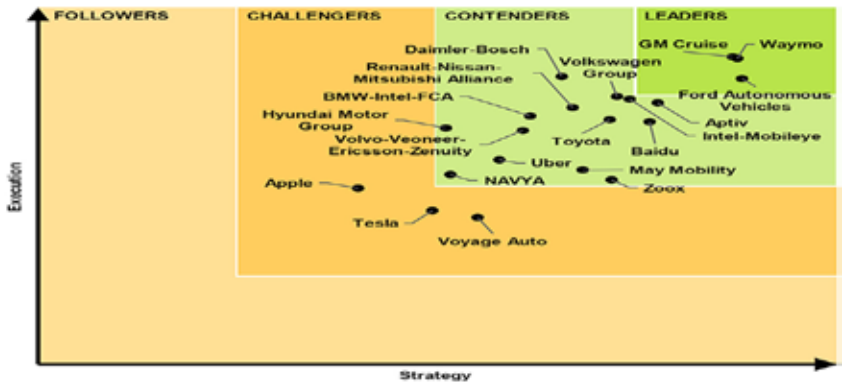 FOLLOWERS
CHALLENGERS
CONTENDERS
LEADERS
GM Cruise
Waymo
Daimler-Bosch
Volkswagen
Group
Renault-Nissan-
Mitsubishi Alliance
Ford Autonomous
Vehicles
BMW-Intel-FCA
Hyundai Motor
Group
Aptiv
Intel-Mobileye
Volvo-Veoneer-
Ericsson-Zenuity
Toyota
Baidu
Uber
May Mobility
NAVYA
Zoox
Apple
Tesla
Voyage Auto
Execution
Strategy